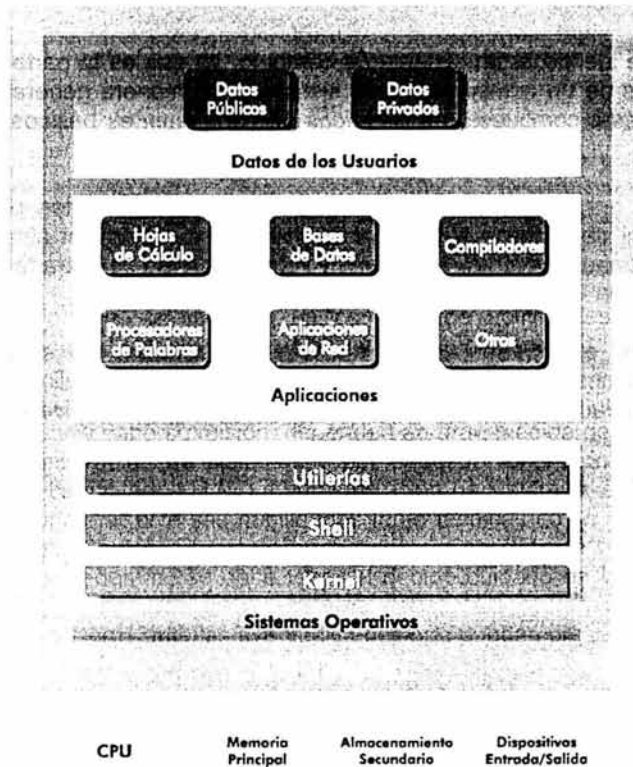 Datos Públicos
Datos Privados
Datos de los Usuarios
Hojas de Cálculo
Bases de Datos
Compiladores
Procesadores de Palabras
Aplicaciones de Red
Otros
Aplicaciones
Utilerías
Shell
Kernel
Sistemas Operativos
CPU
Memoria Principal
Almacenamiento Secundario
Dispositivos Entrada/Salida